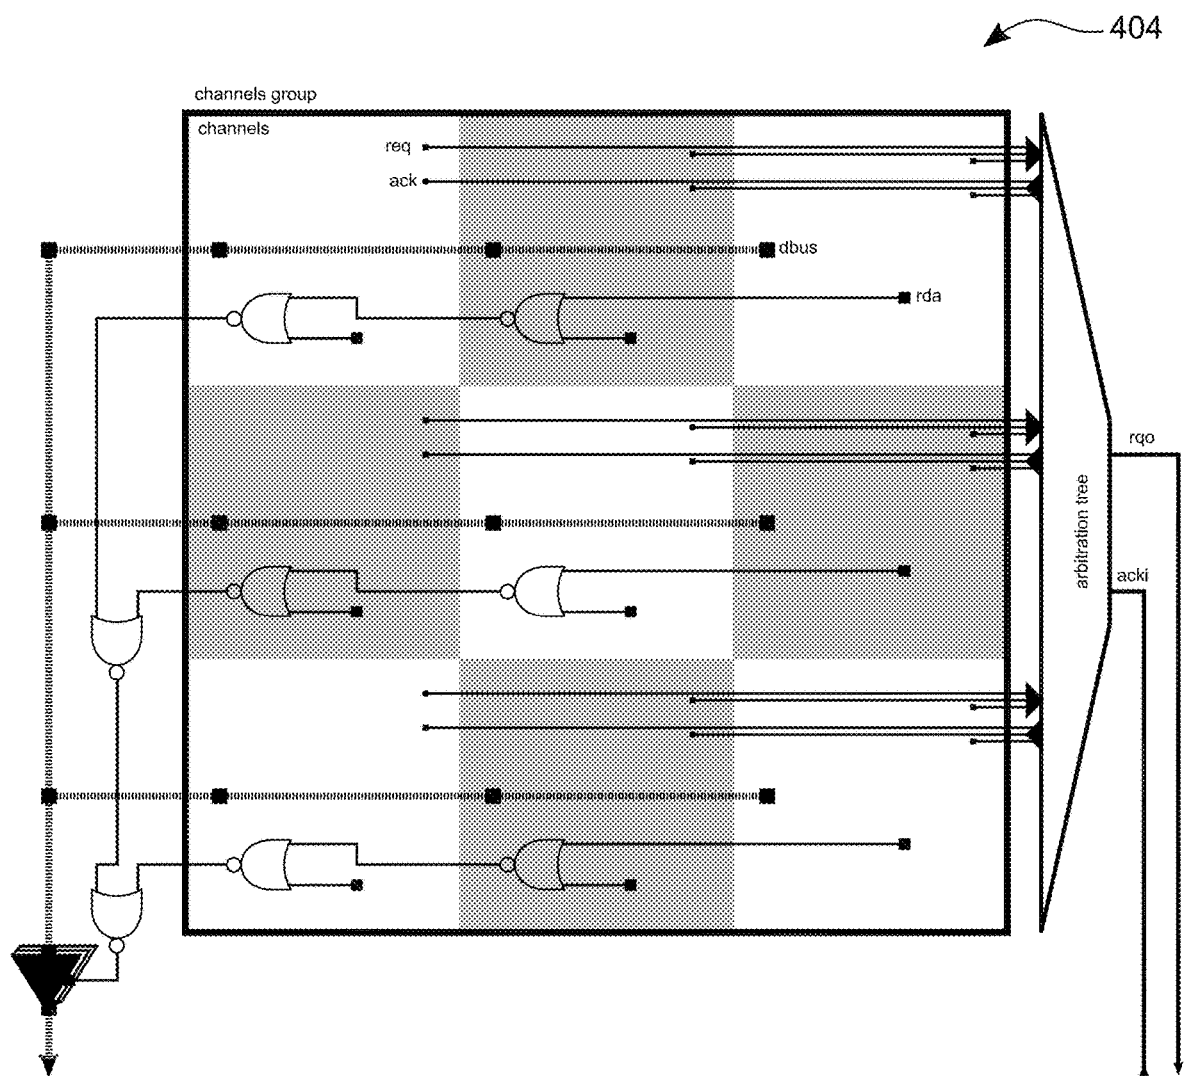 404
channels group
channels
req
ack
dbus
rda
rqo
arbitration tree
acki